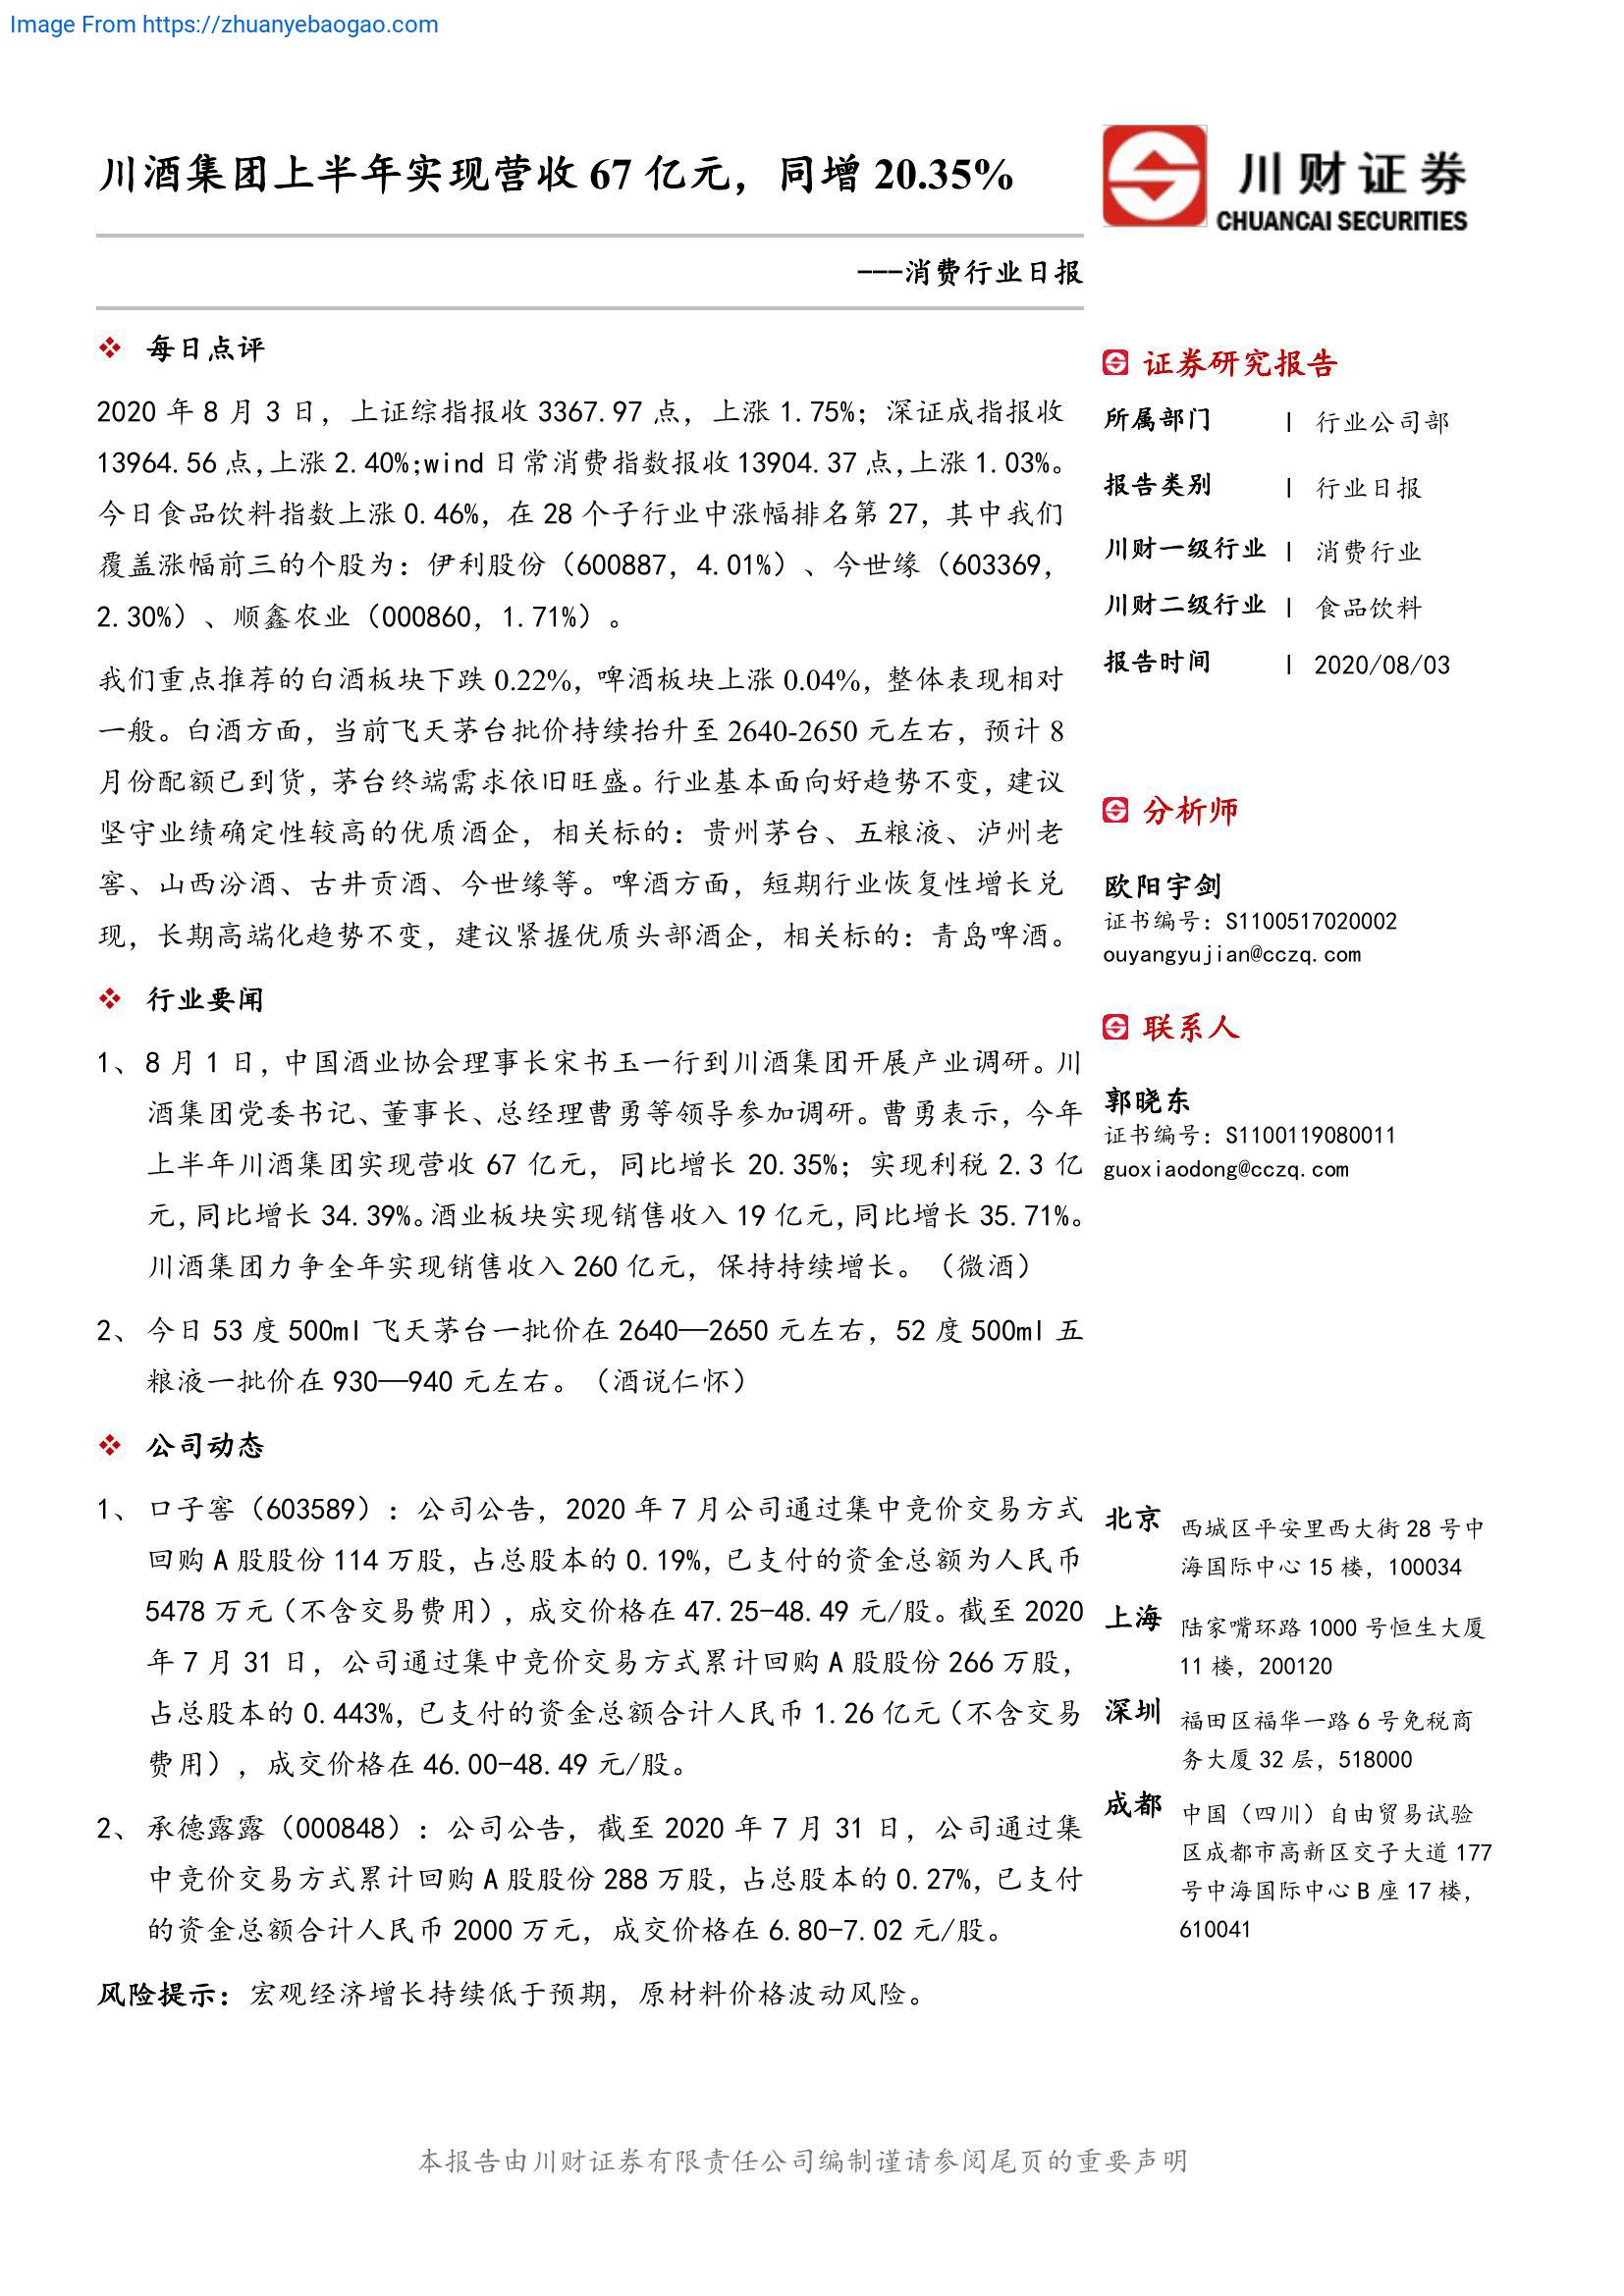 Image From https://zhuanyebaogao.com
川酒集团上半年实现营收 67 亿元，同增 20.35%
川财证券
CHUANCAI SECURITIES
---消费行业日报
每日点评
2020 年 8 月 3 日，上证综指报收 3367.97 点，上涨 1.75%；深证成指报收
13964.56 点,上涨 2.40%;wind 日常消费指数报收 13904.37 点,上涨 1.03%。
今日食品饮料指数上涨 0.46%，在 28 个子行业中涨幅排名第 27，其中我们
覆盖涨幅前三的个股为：伊利股份（600887，4.01%）、今世缘（603369，
2.30%）、顺鑫农业（000860，1.71%）。
我们重点推荐的白酒板块下跌 0.22%，啤酒板块上涨 0.04%，整体表现相对
一般。白酒方面，当前飞天茅台批价持续抬升至 2640-2650 元左右，预计 8
月份配额已到货，茅台终端需求依旧旺盛。行业基本面向好趋势不变，建议
坚守业绩确定性较高的优质酒企，相关标的：贵州茅台、五粮液、泸州老
窖、山西汾酒、古井贡酒、今世缘等。啤酒方面，短期行业恢复性增长兑
现，长期高端化趋势不变，建议紧握优质头部酒企，相关标的：青岛啤酒。
行业要闻
1、 8 月 1 日，中国酒业协会理事长宋书玉一行到川酒集团开展产业调研。川
酒集团党委书记、董事长、总经理曹勇等领导参加调研。曹勇表示，今年
上半年川酒集团实现营收 67 亿元，同比增长 20.35%；实现利税 2.3 亿
元，同比增长 34.39%。酒业板块实现销售收入 19 亿元，同比增长 35.71%。
川酒集团力争全年实现销售收入 260 亿元，保持持续增长。（微酒）
2、 今日 53 度 500ml 飞天茅台一批价在 2640—2650 元左右，52 度 500ml 五
粮液一批价在 930—940 元左右。（酒说仁怀）
公司动态
1、 口子窖（603589）：公司公告，2020 年 7 月公司通过集中竞价交易方式
回购 A 股股份 114 万股，占总股本的 0.19%，已支付的资金总额为人民币
5478 万元（不含交易费用），成交价格在 47.25-48.49 元/股。截至 2020
年 7 月 31 日，公司通过集中竞价交易方式累计回购 A 股股份 266 万股，
占总股本的 0.443%，已支付的资金总额合计人民币 1.26 亿元（不含交易
费用），成交价格在 46.00-48.49 元/股。
2、 承德露露（000848）：公司公告，截至 2020 年 7 月 31 日，公司通过集
中竞价交易方式累计回购 A 股股份 288 万股，占总股本的 0.27%，已支付
的资金总额合计人民币 2000 万元，成交价格在 6.80-7.02 元/股。
风险提示：宏观经济增长持续低于预期，原材料价格波动风险。
证券研究报告
所属部门 | 行业公司部
报告类别 | 行业日报
川财一级行业 | 消费行业
川财二级行业 | 食品饮料
报告时间 | 2020/08/03
分析师
欧阳宇剑
证书编号：S1100517020002
ouyangyujian@cczq.com
联系人
郭晓东
证书编号：S1100119080011
guoxiaodong@cczq.com
北京 西城区平安里西大街 28 号中
海国际中心 15 楼，100034
上海 陆家嘴环路 1000 号恒生大厦
11 楼，200120
深圳 福田区福华一路 6 号免税商
务大厦 32 层，518000
成都 中国（四川）自由贸易试验
区成都市高新区交子大道 177
号中海国际中心 B 座 17 楼，
610041
本报告由川财证券有限责任公司编制谨请参阅尾页的重要声明